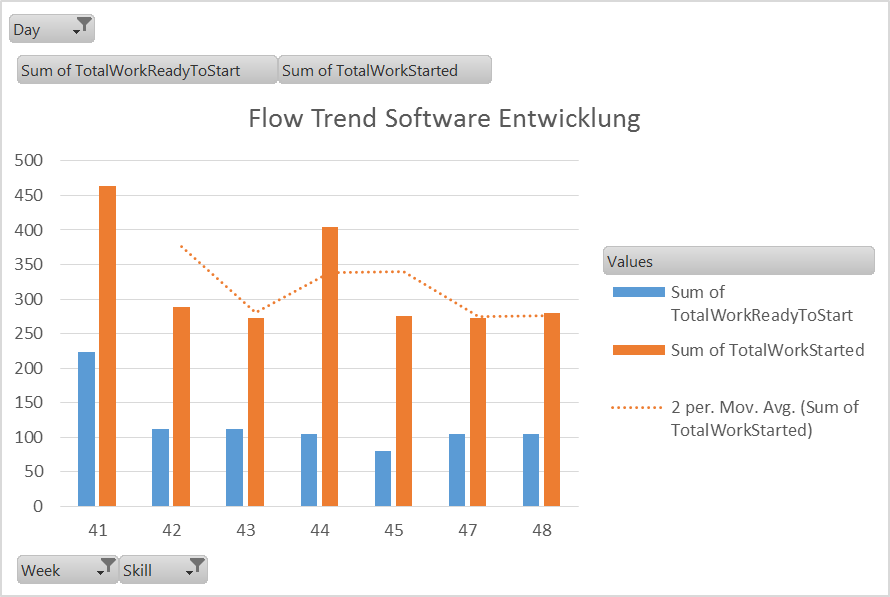 Day
Sum of TotalWorkReadyToStart Sum of TotalWorkStarted
Flow Trend Software Entwicklung
500
450
400
350
300
250
200
150
100
50
0
41 42 43 44 45 47 48
Values
Sum of
TotalWorkReadyToStart
Sum of TotalWorkStarted
2 per. Mov. Avg. (Sum of
TotalWorkStarted)
Week Skill